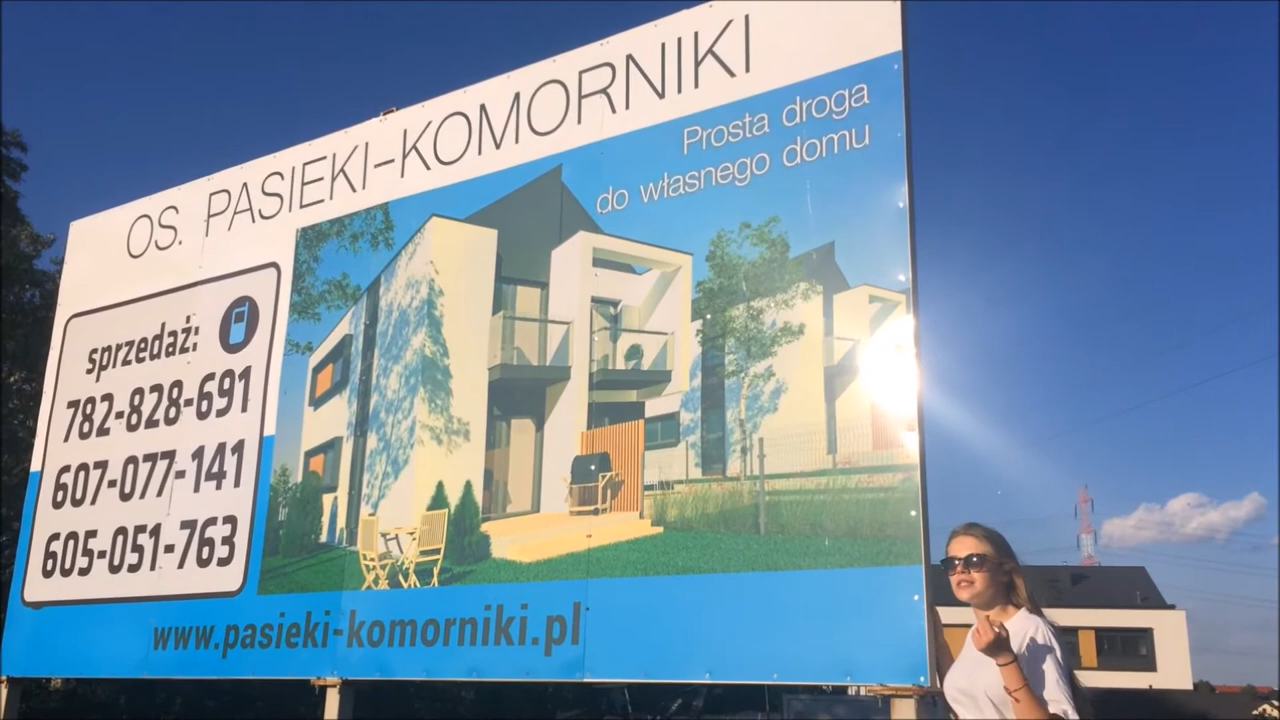 OS. PASIEKI-KOMORNIKI
Prosta droga
do własnego domu
sprzedaż:
782-828-691
607-077-141
605-051-763
www.pasieki-komorniki.pl